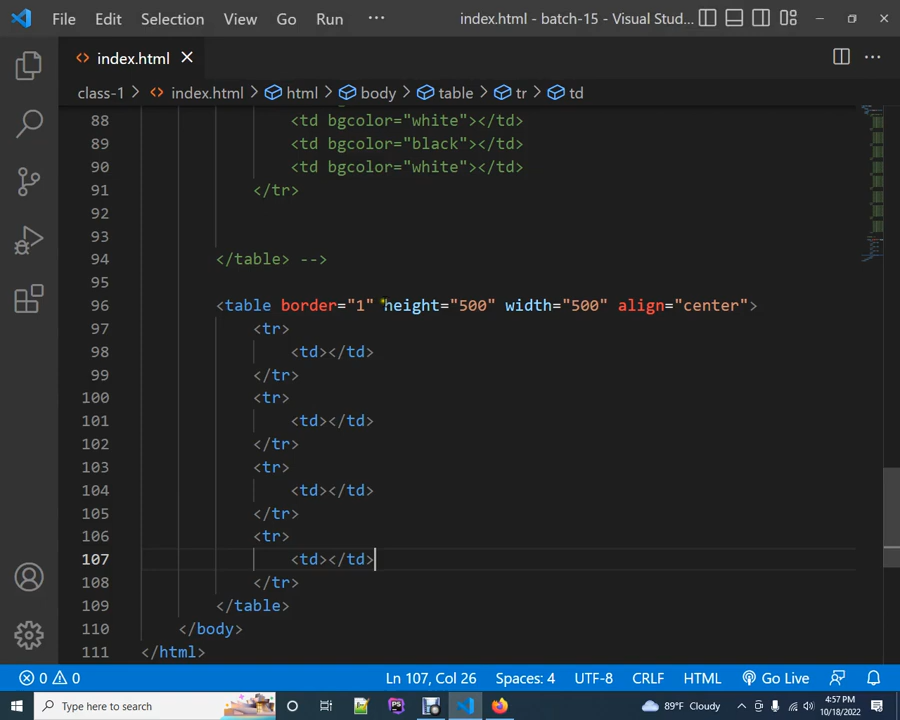 File Edit Selection View Go Run ··· index.html - batch-15 - Visual Stud...
index.html
class-1 > index.html > html > body > table > tr > td
88 <td bgcolor="white"></td>
89 <td bgcolor="black"></td>
90 <td bgcolor="white"></td>
91 </tr>
92
93
94 </table> -->
95
96 <table border="1" height="500" width="500" align="center">
97 <tr>
98 <td></td>
99 </tr>
100 <tr>
101 <td></td>
102 </tr>
103 <tr>
104 <td></td>
105 </tr>
106 <tr>
107 <td></td>
108 </tr>
109 </table>
110 </body>
111 </html>
0 0 Ln 107, Col 26 Spaces: 4 UTF-8 CRLF HTML Go Live
Type here to search 89°F Cloudy 4:57 PM
10/18/2022